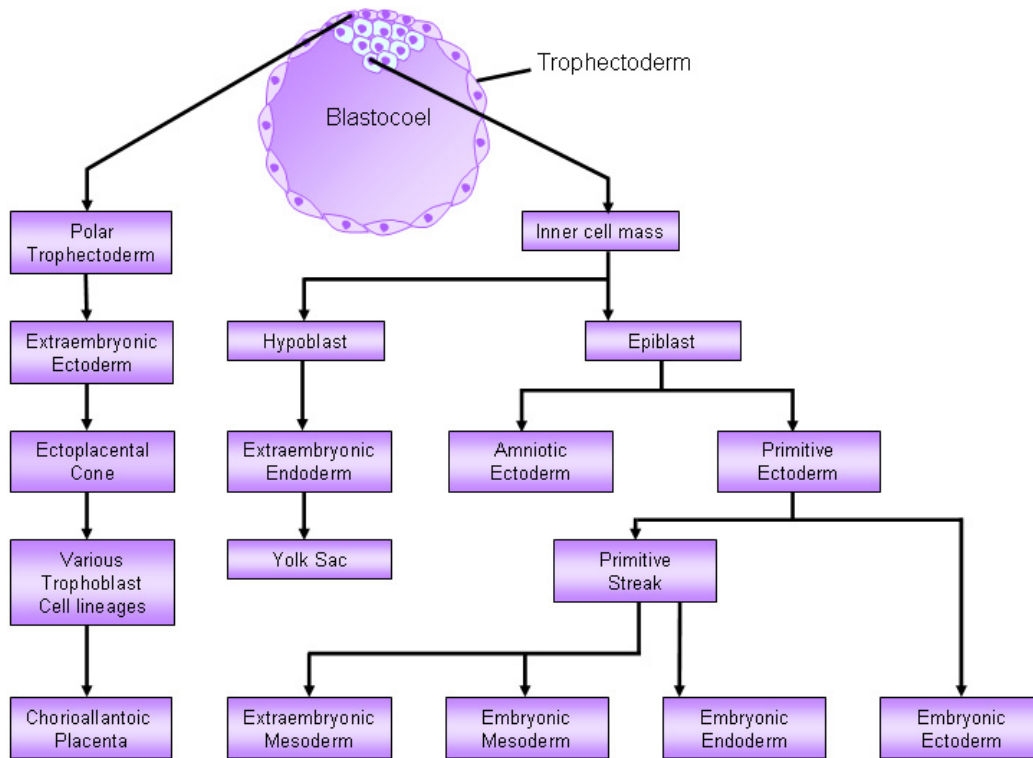 Trophectoderm
Blastocoel
Polar
Trophectoderm
Inner cell mass
Extraembryonic
Ectoderm
Hypoblast
Epiblast
Ectoplacental
Cone
Extraembryonic
Endoderm
Amniotic
Ectoderm
Primitive
Ectoderm
Various
Trophoblast
Cell lineages
Yolk Sac
Primitive
Streak
Chorioallantoic
Placenta
Extraembryonic
Mesoderm
Embryonic
Mesoderm
Embryonic
Endoderm
Embryonic
Ectoderm